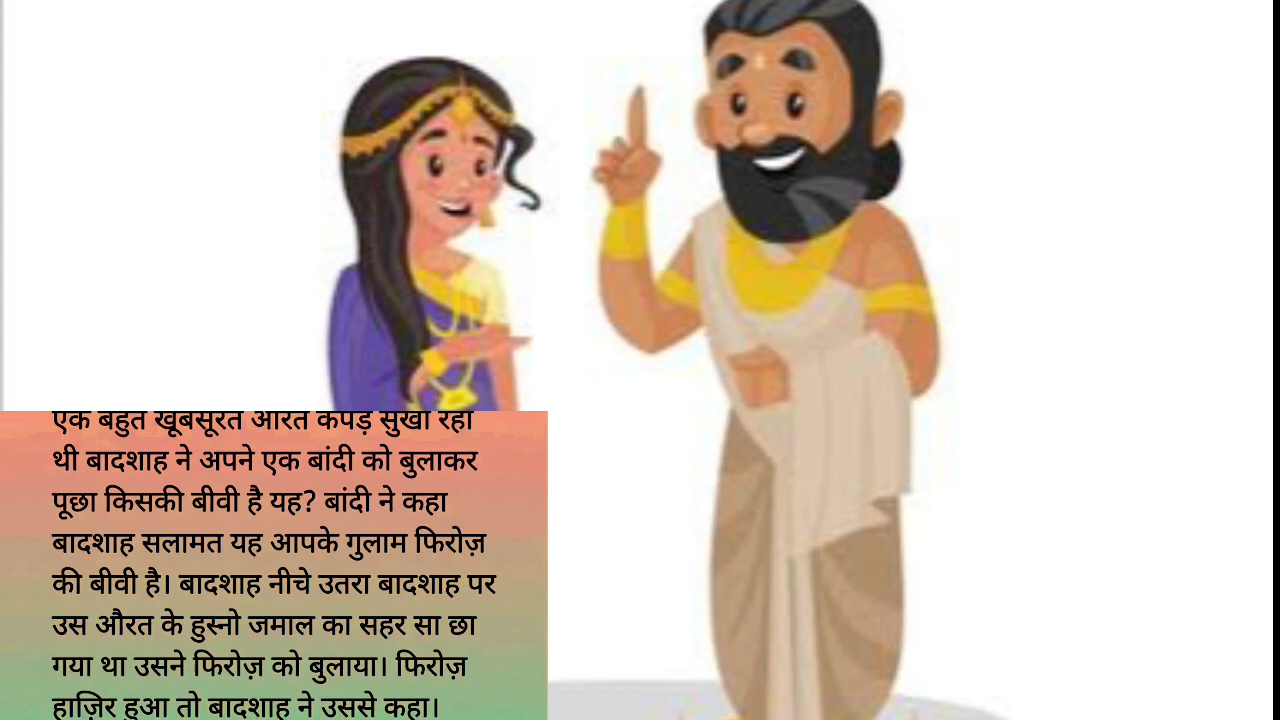 एक बहुत खूबसूरत औरत कपड़े सुखा रही
थी बादशाह ने अपने एक बांदी को बुलाकर
पूछा किसकी बीवी है यह? बांदी ने कहा
बादशाह सलामत यह आपके गुलाम फिरोज़
की बीवी है। बादशाह नीचे उतरा बादशाह पर
उस औरत के हुस्नो जमाल का सहर सा छा
गया था उसने फिरोज़ को बुलाया। फिरोज़
हाज़िर हुआ तो बादशाह ने उससे कहा।